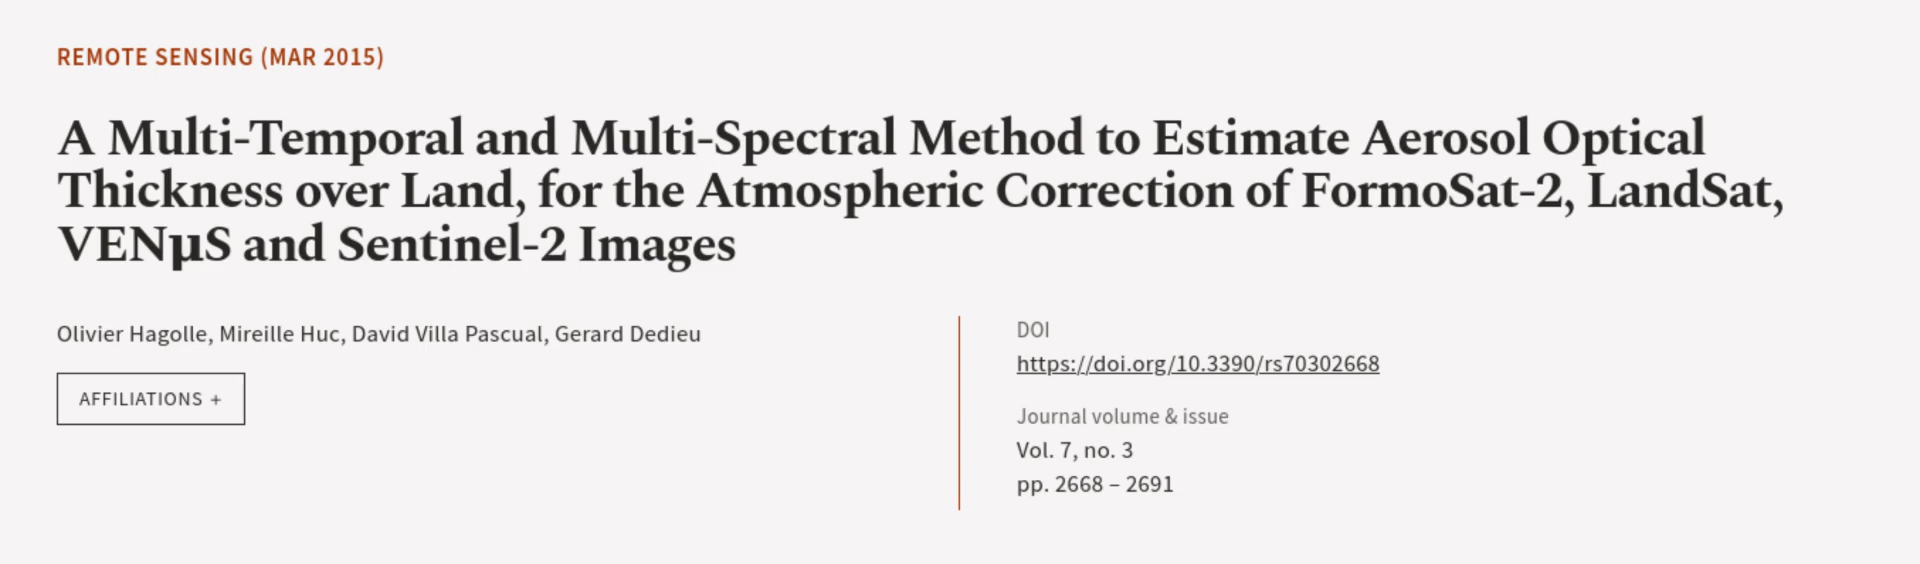 REMOTE SENSING (MAR 2015)
A Multi-Temporal and Multi-Spectral Method to Estimate Aerosol Optical
Thickness over Land, for the Atmospheric Correction of FormoSat-2, LandSat,
VENμS and Sentinel-2 Images
Olivier Hagolle, Mireille Huc, David Villa Pascual, Gerard Dedieu
AFFILIATIONS +
DOI
https://doi.org/10.3390/rs70302668
Journal volume & issue
Vol. 7, no. 3
pp. 2668 – 2691